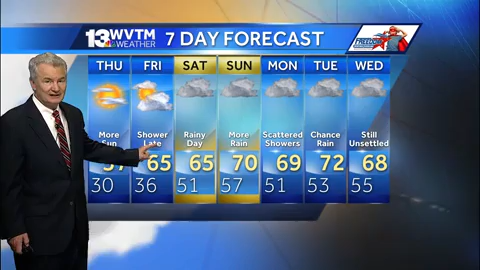 13 WVTM
WEATHER
7 DAY FORECAST
FREEDOM
THU FRI SAT SUN MON TUE WED
More Shower Rainy More Scattered Chance Still
Sun Late Day Rain Showers Rain Unsettled
57 65 65 70 69 72 68
30 36 51 57 51 53 55